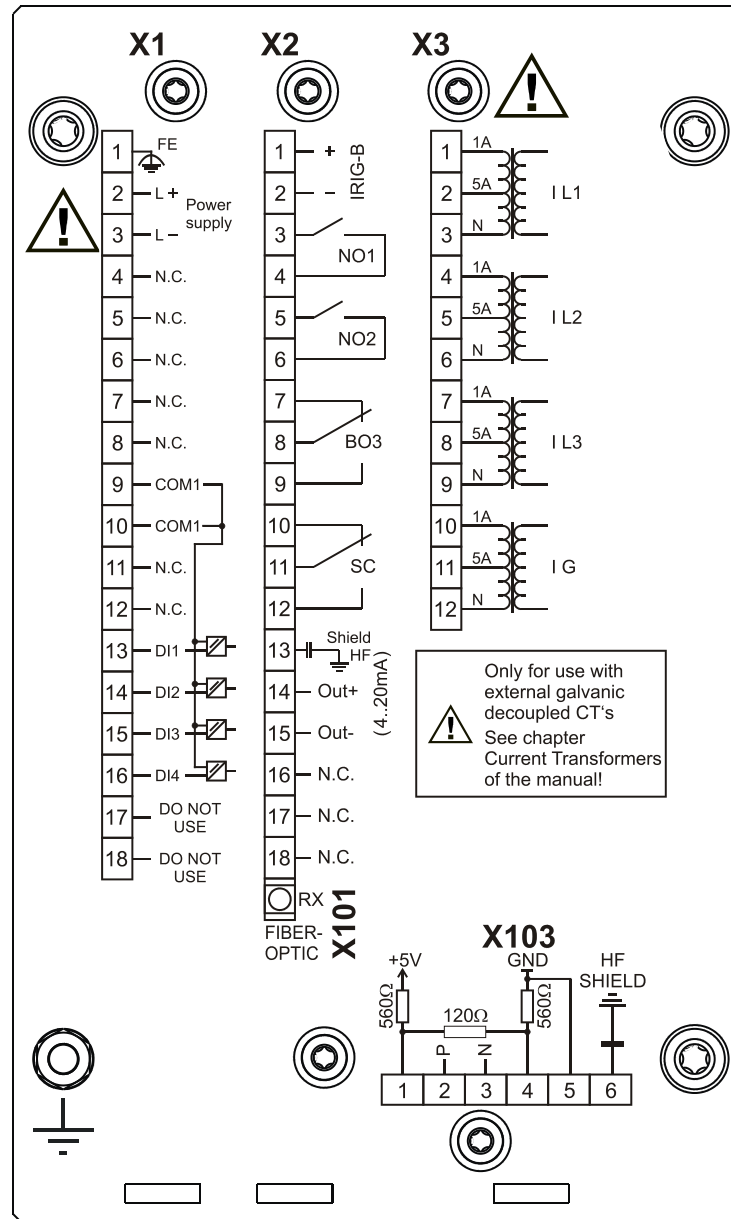 X1
1 FE
2 L+
3 L−
Power
supply
4 N.C.
5 N.C.
6 N.C.
7 N.C.
8 N.C.
9 COM1
10 COM1
11 N.C.
12 N.C.
13 DI1
14 DI2
15 DI3
16 DI4
17 DO NOT
USE
18 DO NOT
USE
X2
1 +
2 −
IRIG-B
3
4
NO1
5
6
NO2
7
8 BO3
9
10
11 SC
12
13 Shield
HF
14 Out+
15 Out-
(4..20mA)
16 N.C.
17 N.C.
18 N.C.
RX
FIBER-
OPTIC
X101
X3
!
1 1A
2 5A I L1
3 N
4 1A
5 5A I L2
6 N
7 1A
8 5A I L3
9 N
10 1A
11 5A I G
12 N
!
!
Only for use with
external galvanic
decoupled CT‘s
See chapter
Current Transformers
of the manual!
X103
+5V
GND
HF
SHIELD
560Ω
120Ω
560Ω
P
N
1 2 3 4 5 6